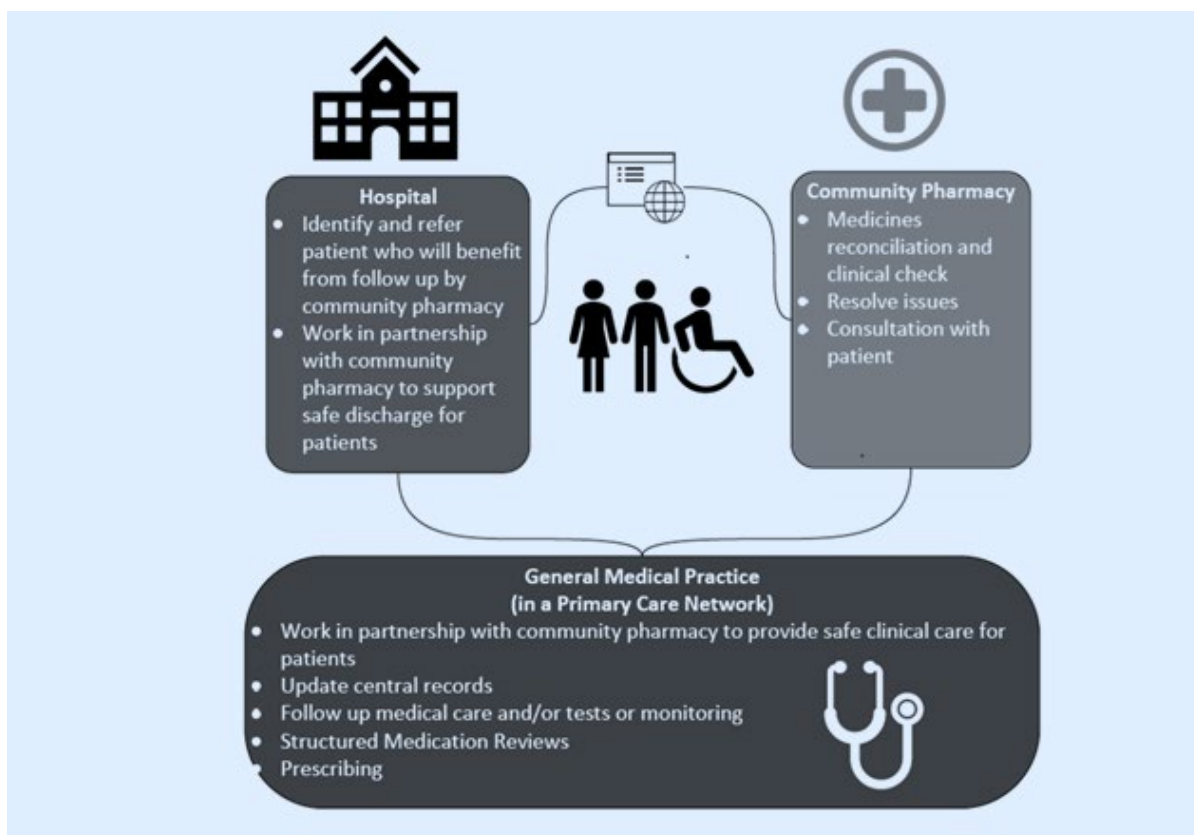 Hospital
• Identify and refer
patient who will benefit
from follow up by
community pharmacy
• Work in partnership
with community
pharmacy to support
safe discharge for
patients
Community Pharmacy
• Medicines
reconciliation and
clinical check
• Resolve issues
• Consultation with
patient
General Medical Practice
(in a Primary Care Network)
• Work in partnership with community pharmacy to provide safe clinical care for
patients
• Update central records
• Follow up medical care and/or tests or monitoring
• Structured Medication Reviews
• Prescribing